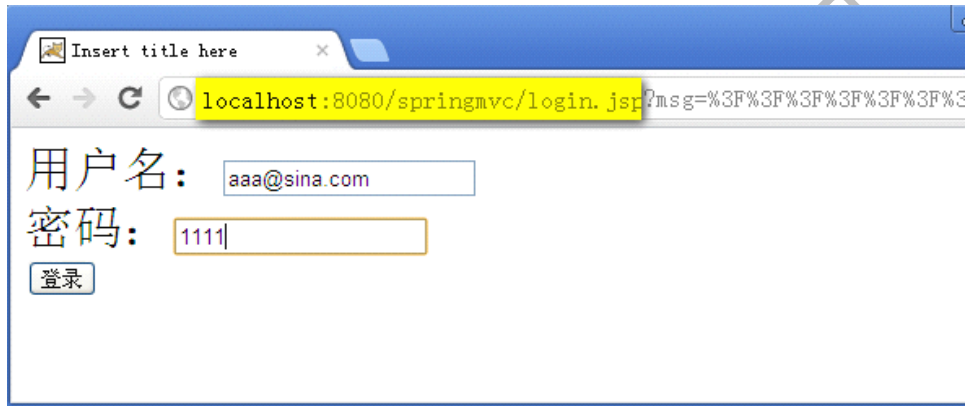 Insert title here
localhost:8080/springmvc/login.jsp?msg=%3F%3F%3F%3F%3F%3F%3
用户名： aaa@sina.com
密码： 1111
登录